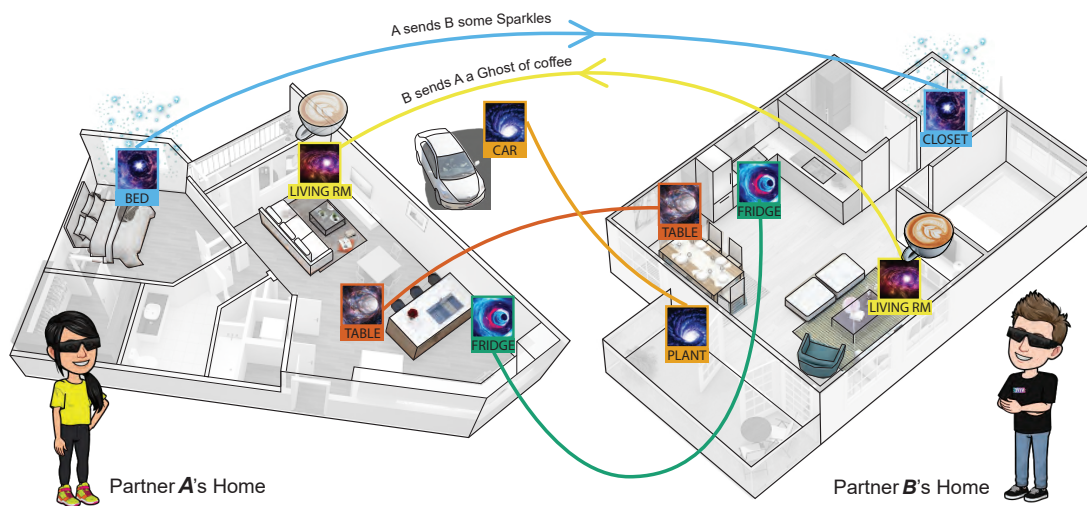 A sends B some Sparkles
B sends A a Ghost of coffee
BED
LIVING RM
CAR
CLOSET
TABLE
FRIDGE
TABLE
FRIDGE
PLANT
LIVING RM
Partner A's Home
Partner B's Home